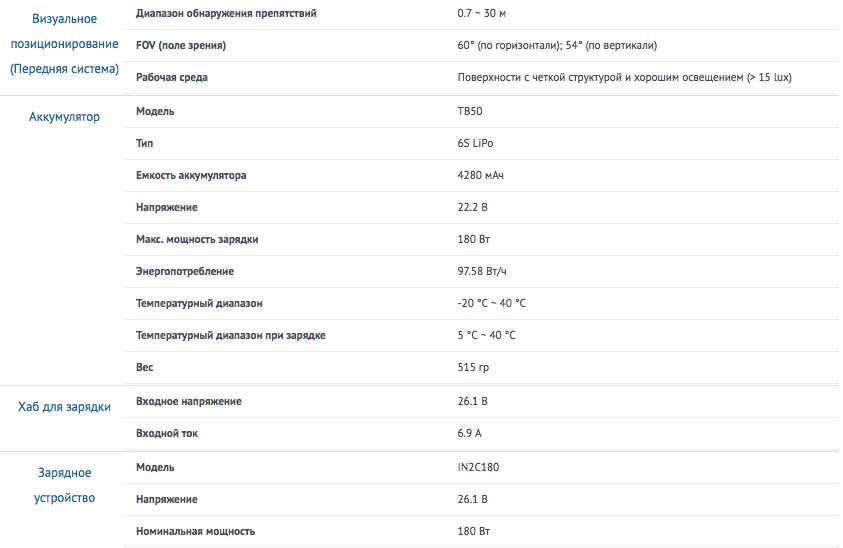 Визуальное
позиционирование
(Передняя система)
Диапазон обнаружения препятствий 0.7 ~ 30 м
FOV (поле зрения) 60° (по горизонтали); 54° (по вертикали)
Рабочая среда Поверхности с четкой структурой и хорошим освещением (> 15 lux)
Аккумулятор
Модель TB50
Тип 6S LiPo
Емкость аккумулятора 4280 мАч
Напряжение 22.2 В
Макс. мощность зарядки 180 Вт
Энергопотребление 97.58 Вт/ч
Температурный диапазон -20 °C ~ 40 °C
Температурный диапазон при зарядке 5 °C ~ 40 °C
Вес 515 гр
Хаб для зарядки
Входное напряжение 26.1 В
Входной ток 6.9 А
Зарядное
устройство
Модель IN2C180
Напряжение 26.1 В
Номинальная мощность 180 Вт